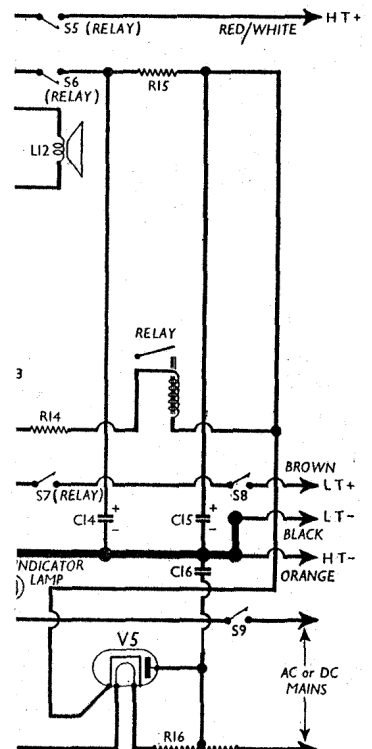 S5 (RELAY)
RED/WHITE
HT+
S6
(RELAY)
R15
L12
RELAY
3
R14
BROWN
S7 (RELAY)
S8
LT+
C14
+
–
C15
+
–
LT–
BLACK
HT–
NDICATOR
LAMP
C16
ORANGE
S9
V5
AC or DC
MAINS
R16